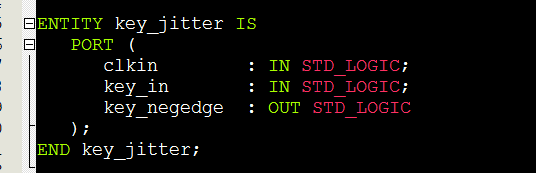 ENTITY key_jitter IS
PORT (
clkin : IN STD_LOGIC;
key_in : IN STD_LOGIC;
key_negedge : OUT STD_LOGIC
);
END key_jitter;